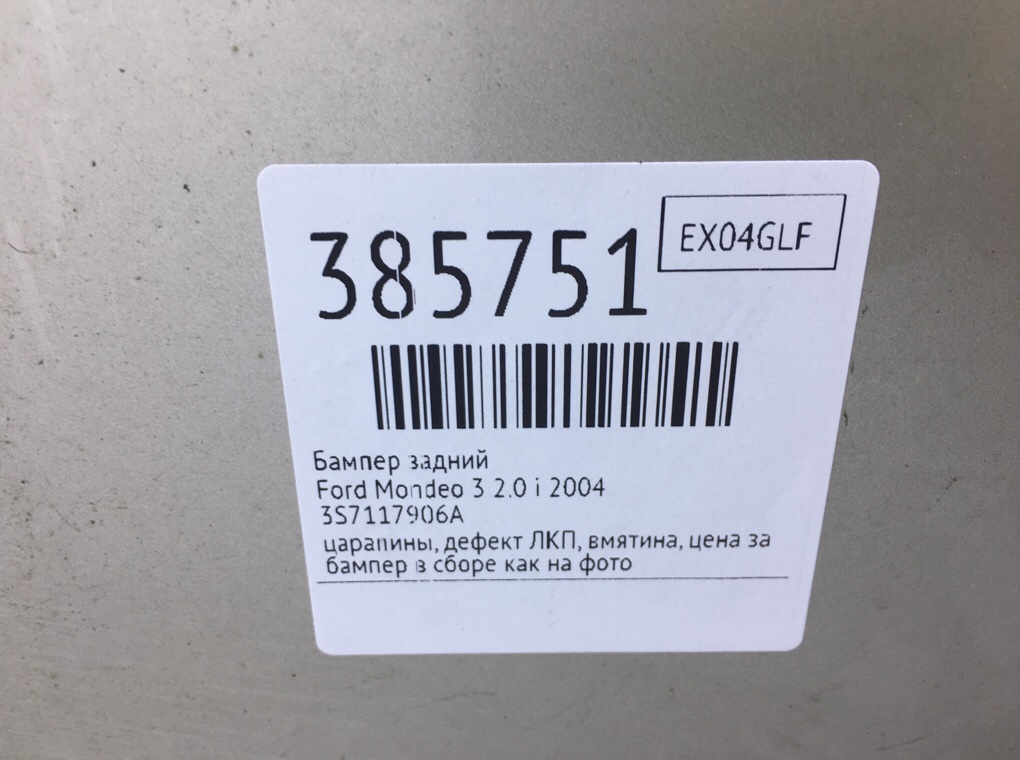 385751
EX04GLF
Бампер задний
Ford Mondeo 3 2.0 i 2004
3S7117906A
царапины, дефект ЛКП, вмятина, цена за
бампер в сборе как на фото